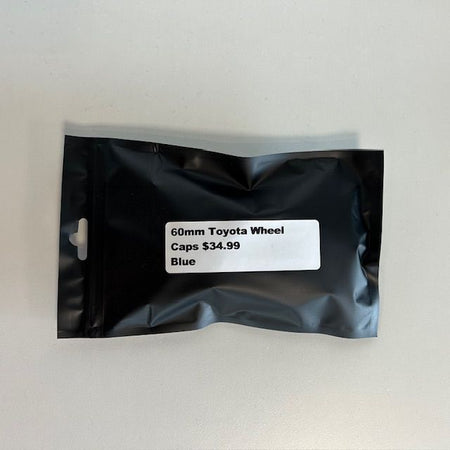 60mm Toyota Wheel
Caps $34.99
Blue